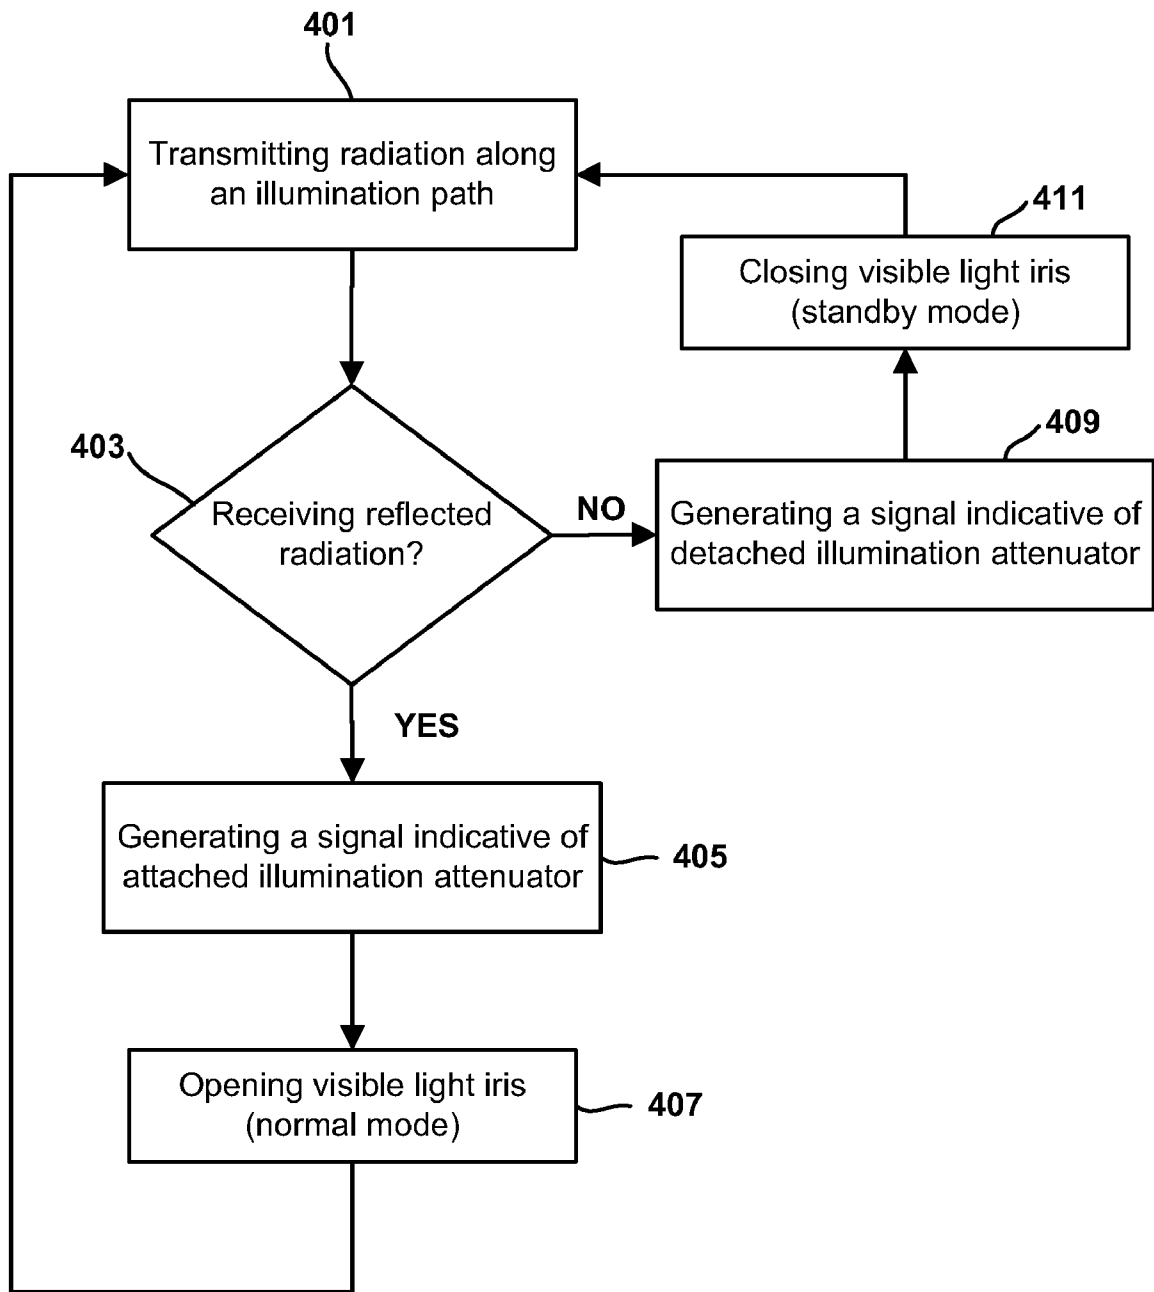 401
Transmitting radiation along
an illumination path
411
Closing visible light iris
(standby mode)
403
Receiving reflected
radiation?
NO
409
Generating a signal indicative of
detached illumination attenuator
YES
Generating a signal indicative of
attached illumination attenuator
405
Opening visible light iris
(normal mode)
407